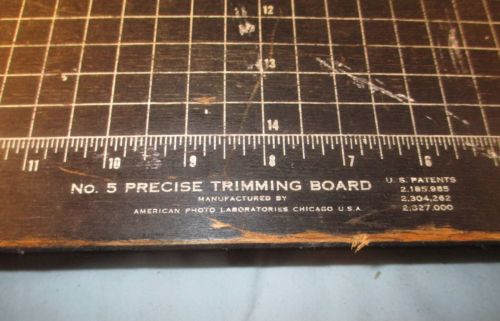 12
13
14
11 10 9 8 7 6
No. 5 PRECISE TRIMMING BOARD
MANUFACTURED BY
AMERICAN PHOTO LABORATORIES CHICAGO U.S.A.
U.S. PATENTS
2,185,985
2,304,262
2,327,000